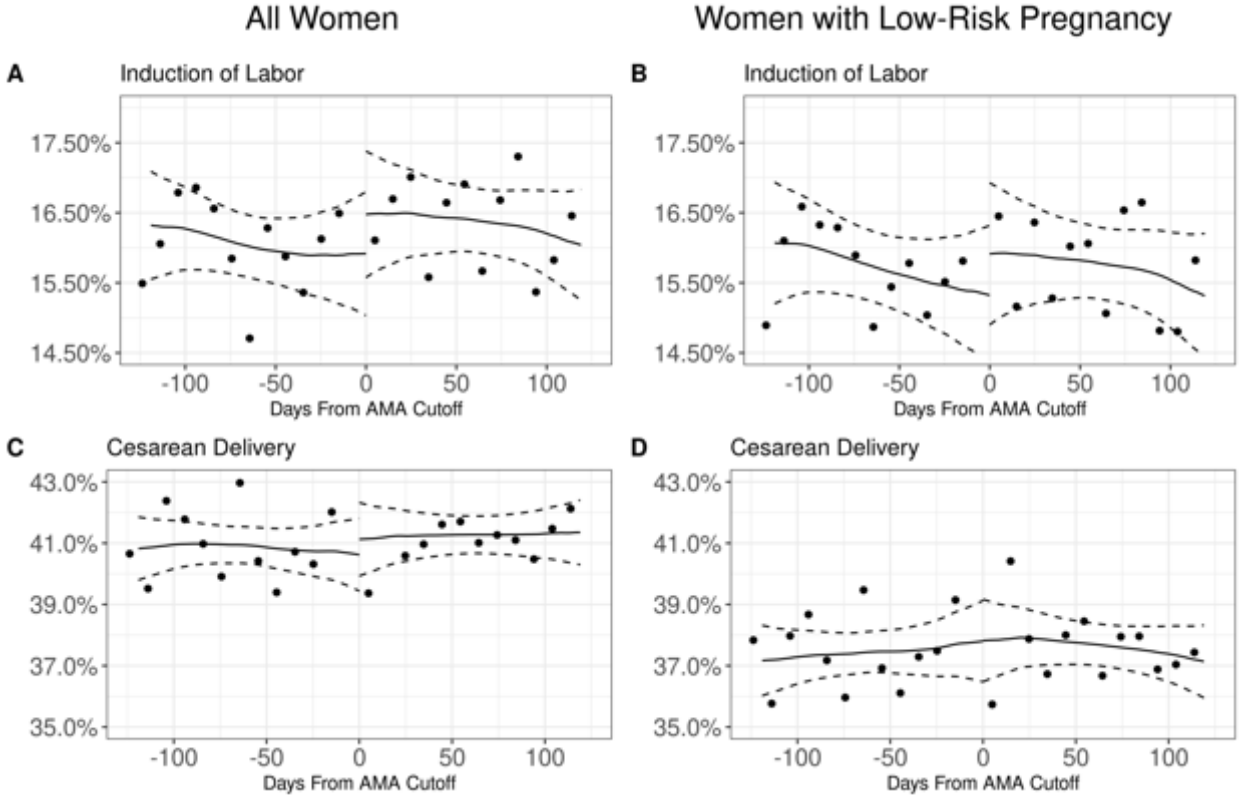 All Women
Women with Low-Risk Pregnancy
A
Induction of Labor
17.50%
16.50%
15.50%
14.50%
-100 -50 0 50 100
Days From AMA Cutoff
B
Induction of Labor
17.50%
16.50%
15.50%
14.50%
-100 -50 0 50 100
Days From AMA Cutoff
C
Cesarean Delivery
43.0%
41.0%
39.0%
37.0%
35.0%
-100 -50 0 50 100
Days From AMA Cutoff
D
Cesarean Delivery
43.0%
41.0%
39.0%
37.0%
35.0%
-100 -50 0 50 100
Days From AMA Cutoff